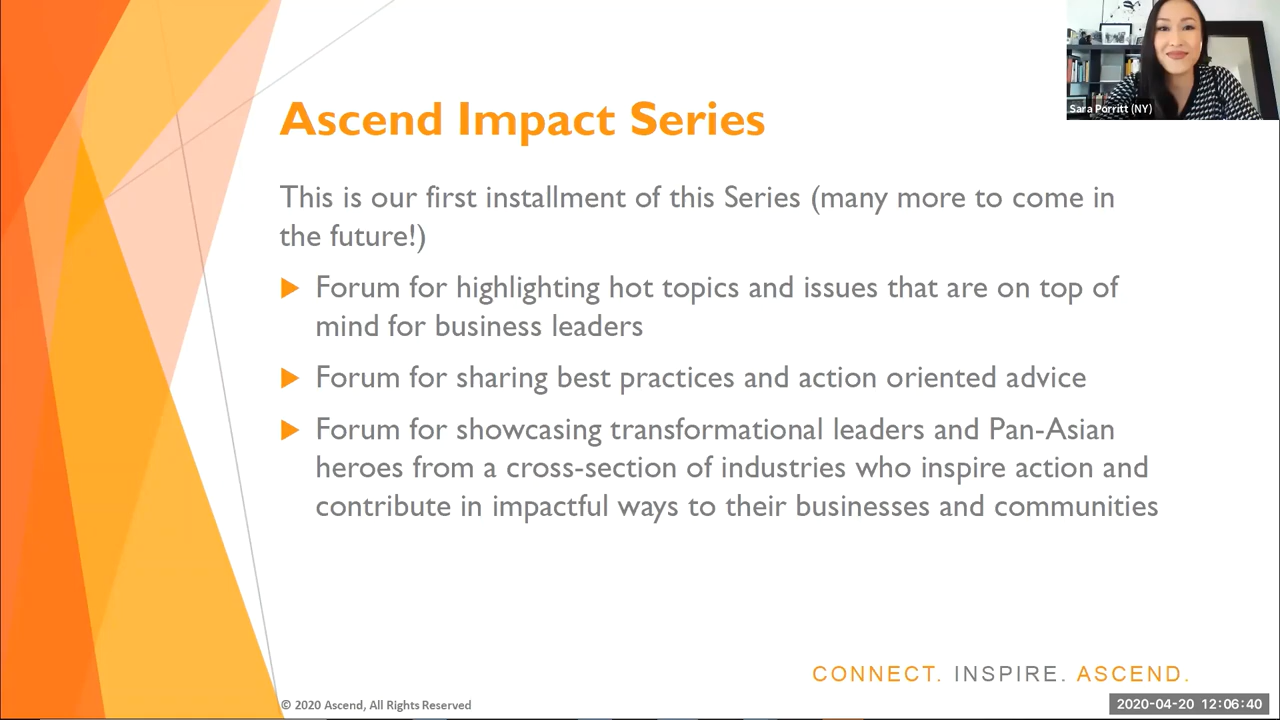 Sara Porritt (NY)
Ascend Impact Series
This is our first installment of this Series (many more to come in
the future!)
Forum for highlighting hot topics and issues that are on top of
mind for business leaders
Forum for sharing best practices and action oriented advice
Forum for showcasing transformational leaders and Pan-Asian
heroes from a cross-section of industries who inspire action and
contribute in impactful ways to their businesses and communities
CONNECT. INSPIRE. ASCEND.
© 2020 Ascend, All Rights Reserved
2020-04-20 12:06:40